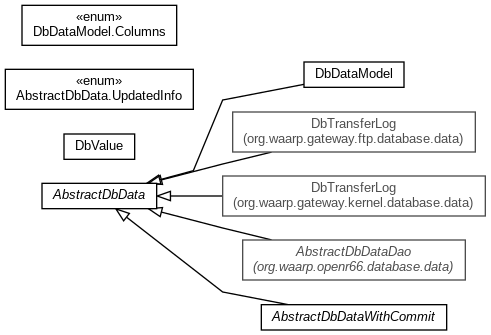 «enum»
DbDataModel.Columns
«enum»
AbstractDbData.UpdatedInfo
DbValue
AbstractDbData
DbDataModel
DbTransferLog
(org.waarp.gateway.ftp.database.data)
DbTransferLog
(org.waarp.gateway.kernel.database.data)
AbstractDbDataDao
(org.waarp.openr66.database.data)
AbstractDbDataWithCommit